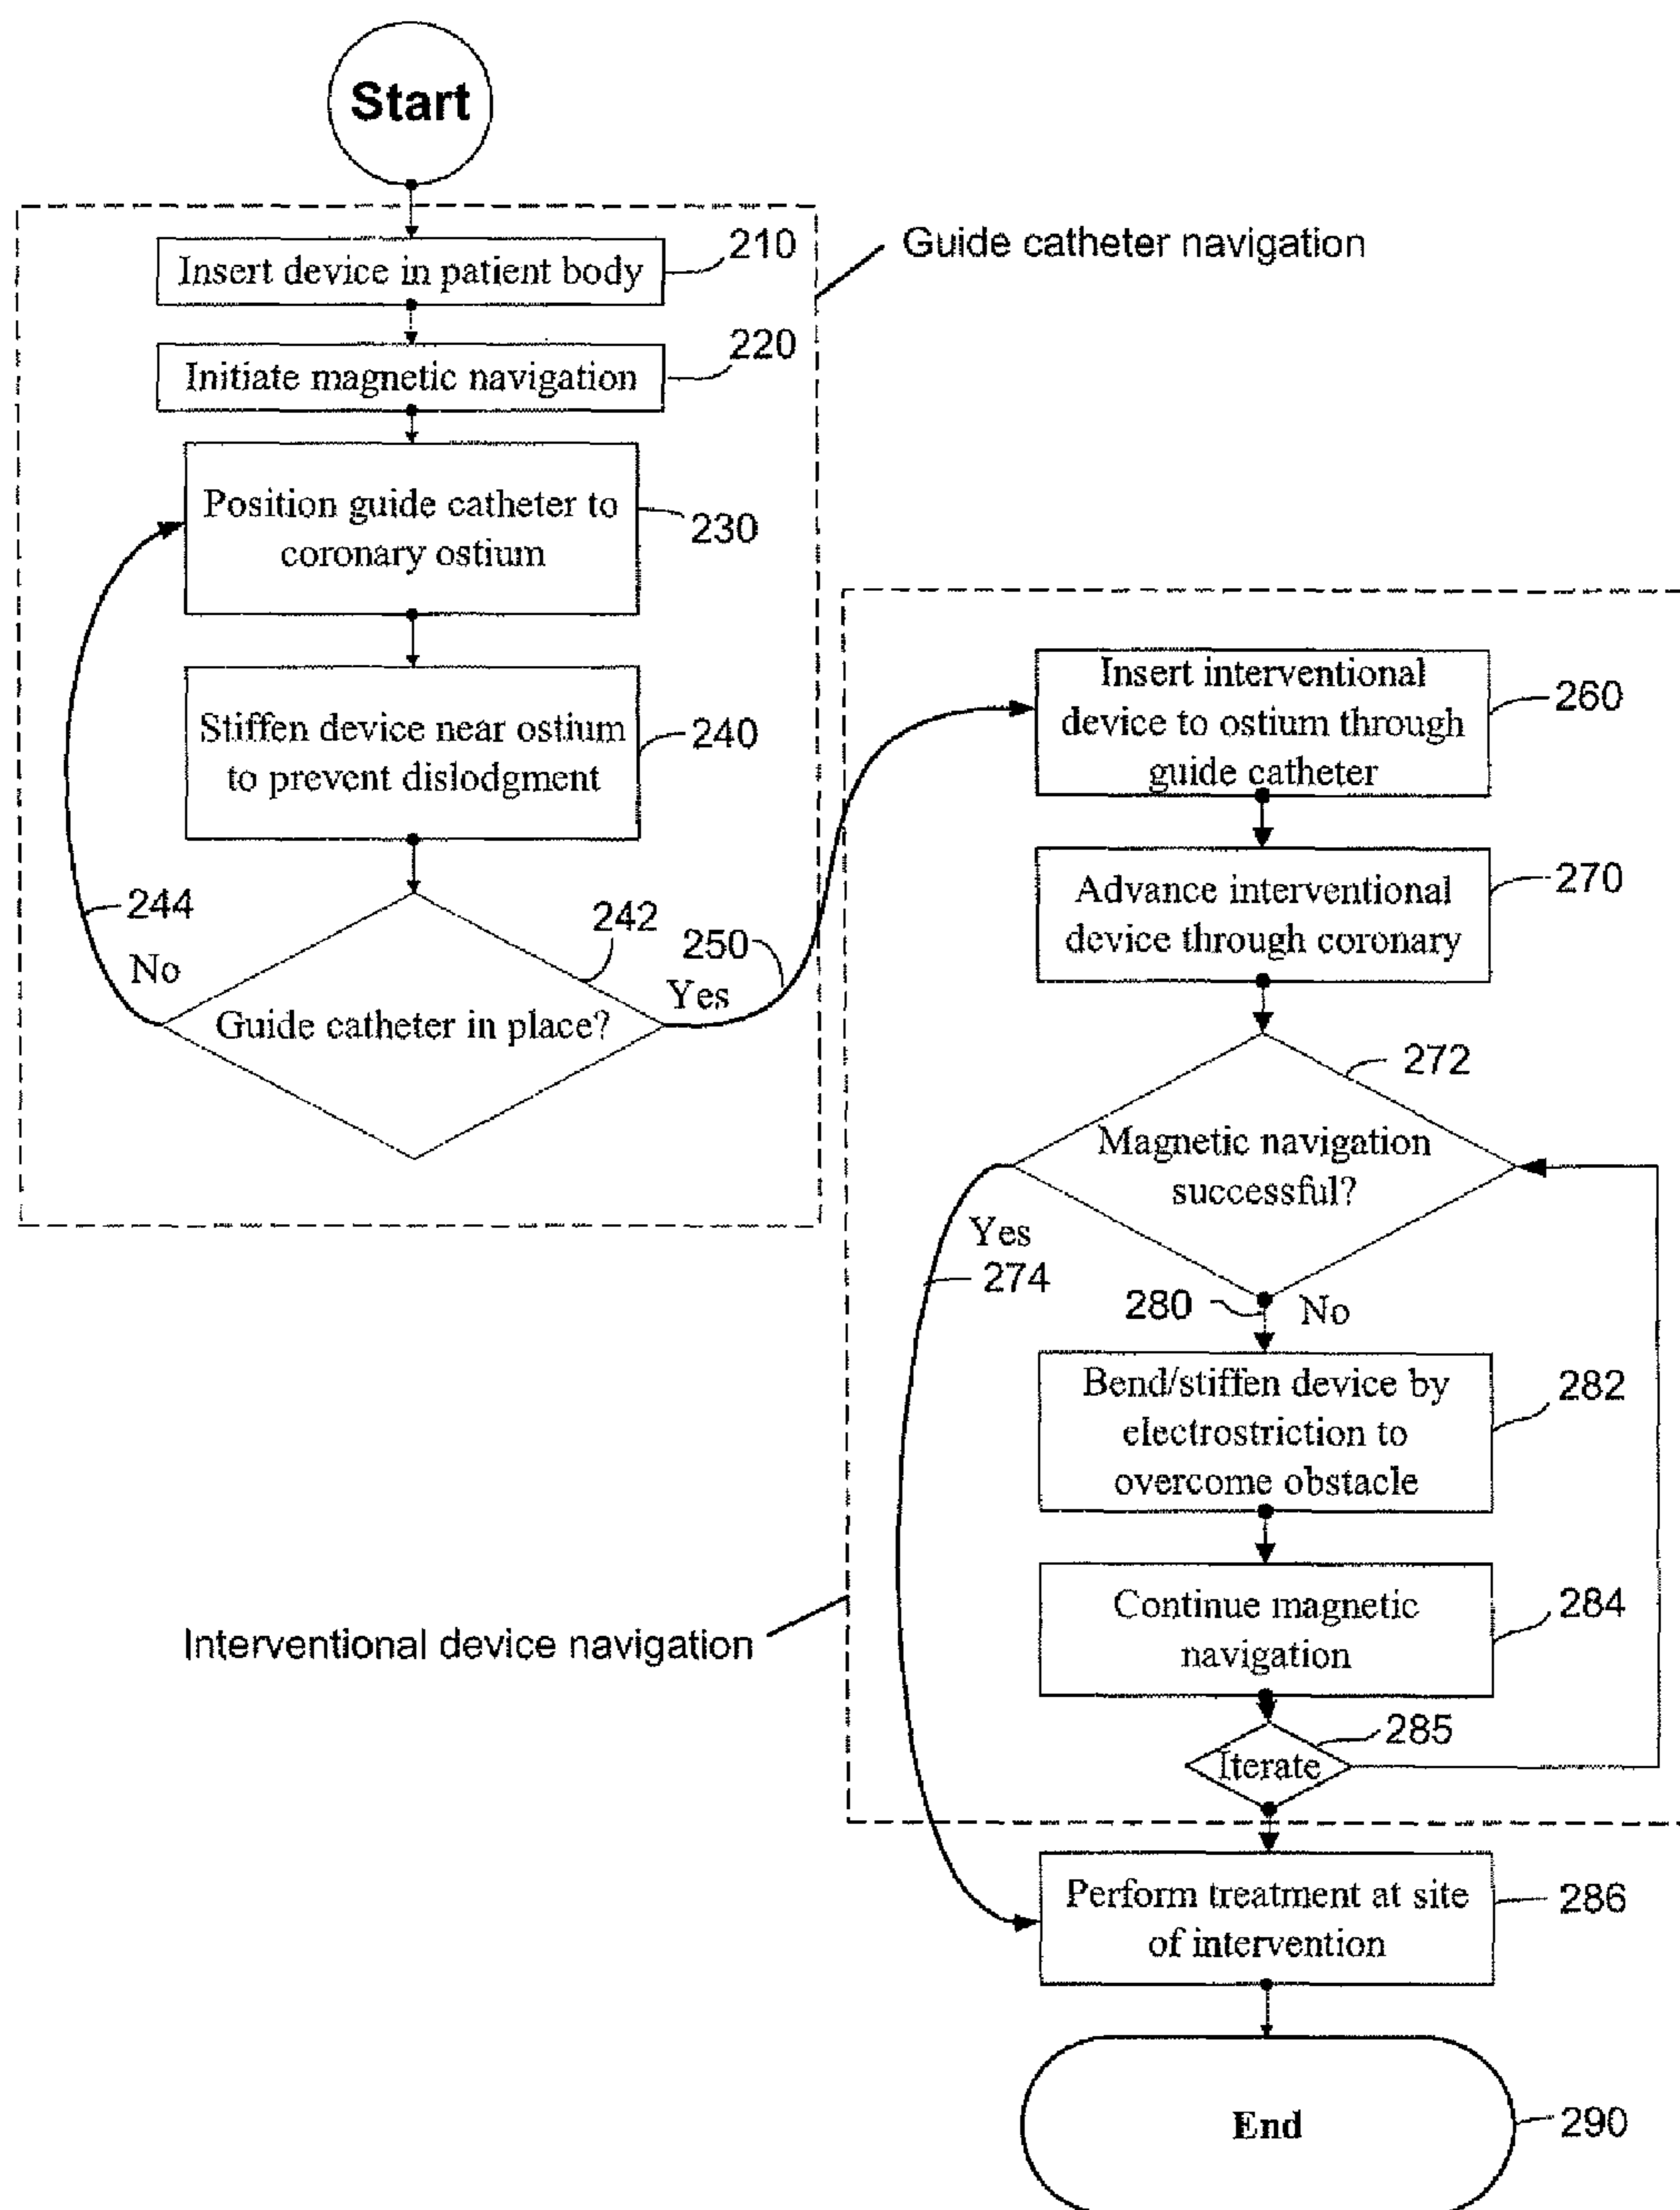 Start
Guide catheter navigation
Insert device in patient body
210
Initiate magnetic navigation
220
Position guide catheter to
coronary ostium
230
Stiffen device near ostium
to prevent dislodgment
240
244
No
242
250
Yes
Guide catheter in place?
Insert interventional
device to ostium through
guide catheter
260
Advance interventional
device through coronary
270
272
Magnetic navigation
successful?
Yes
274
280
No
Bend/stiffen device by
electrostriction to
overcome obstacle
282
Continue magnetic
navigation
284
Interventional device navigation
285
Iterate
Perform treatment at site
of intervention
286
End
290